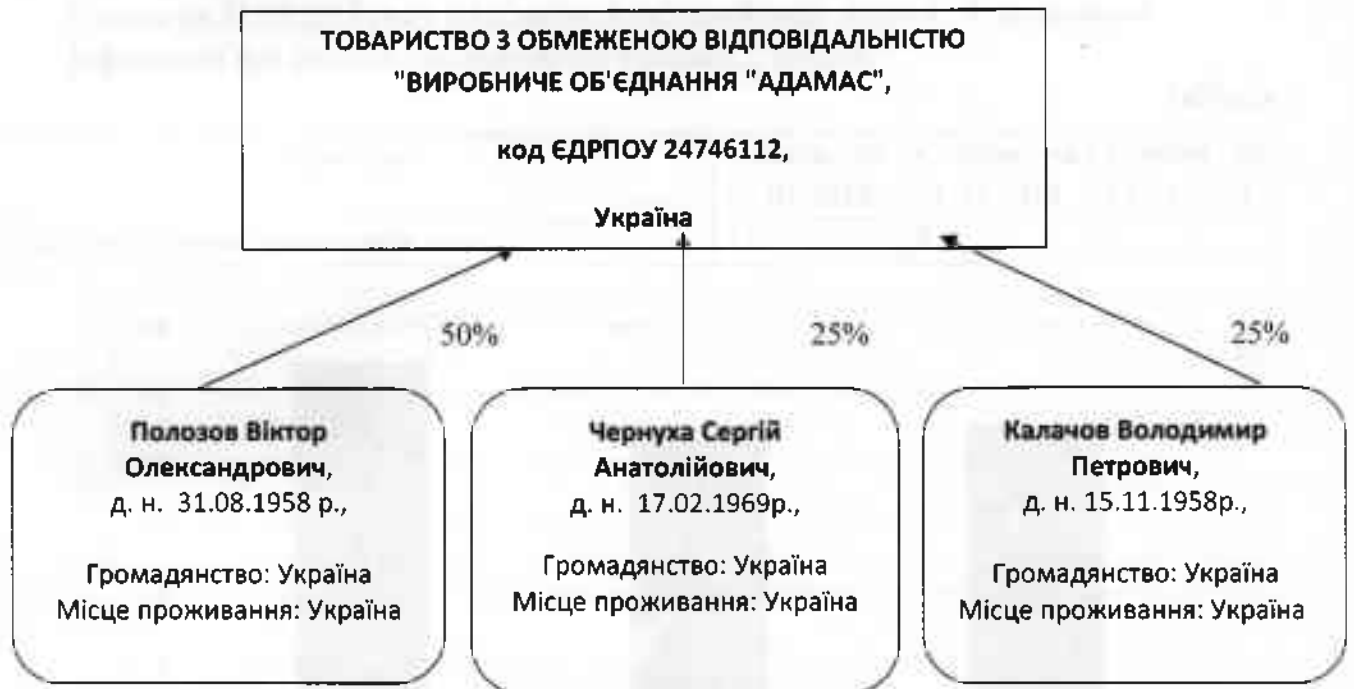 ТОВАРИСТВО З ОБМЕЖЕНОЮ ВІДПОВІДАЛЬНІСТЮ
"ВИРОБНИЧЕ ОБ'ЄДНАННЯ "АДАМАС",
код ЄДРПОУ 24746112,
Україна
50%
25%
25%
Полозов Віктор
Олександрович,
д. н. 31.08.1958 р.,
Громадянство: Україна
Місце проживання: Україна
Чернуха Сергій
Анатолійович,
д. н. 17.02.1969р.,
Громадянство: Україна
Місце проживання: Україна
Калачов Володимир
Петрович,
д. н. 15.11.1958р.,
Громадянство: Україна
Місце проживання: Україна